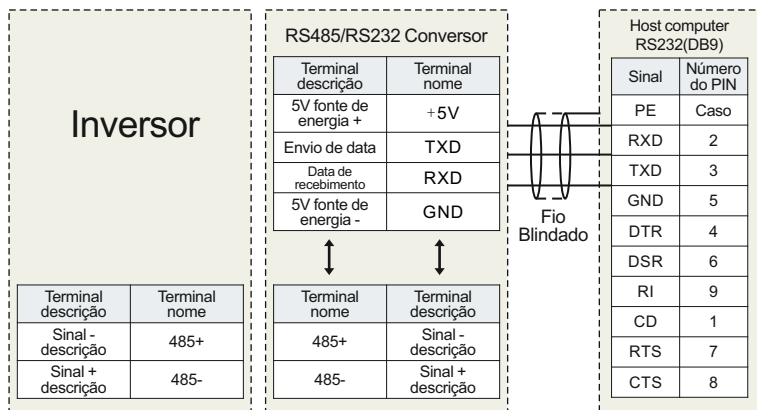 Inversor
Terminal descrição
Terminal nome
Sinal - descrição
485+
Sinal + descrição
485-
RS485/RS232 Conversor
Terminal descrição
Terminal nome
5V fonte de energia +
+5V
Envio de data
TXD
Data de recebimento
RXD
5V fonte de energia -
GND
Terminal nome
Terminal descrição
485+
Sinal - descrição
485-
Sinal + descrição
Fio
Blindado
Host computer
RS232(DB9)
Sinal
Número do PIN
PE
Caso
RXD
2
TXD
3
GND
5
DTR
4
DSR
6
RI
9
CD
1
RTS
7
CTS
8